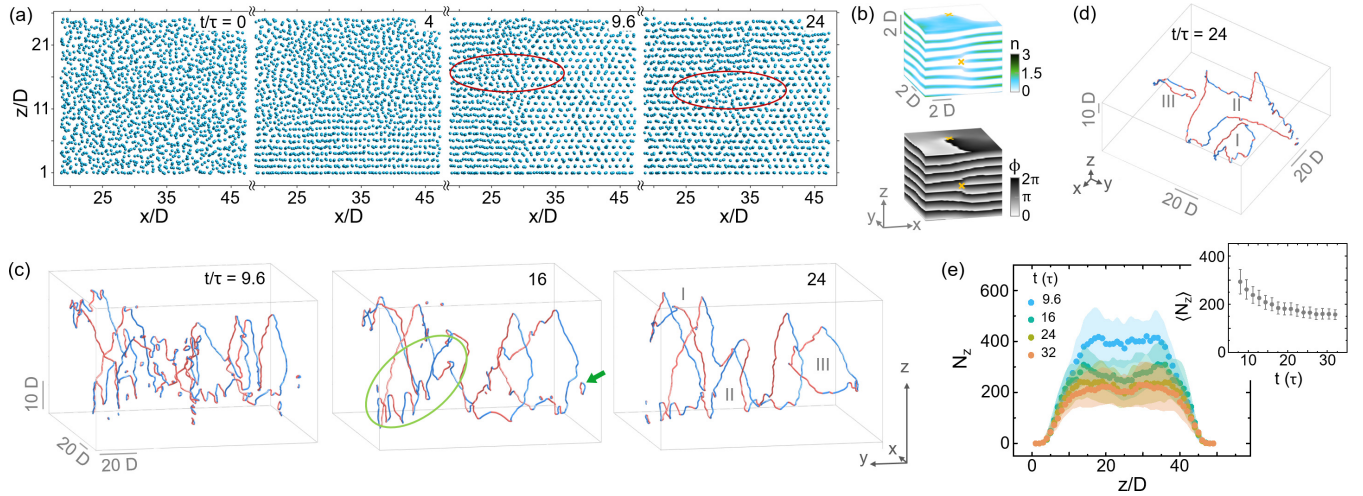 (a)
t/τ = 0
4
9.6
24
z/D
21
11
1
25 35 45
25 35 45
25 35 45
25 35 45
x/D
x/D
x/D
x/D
(b)
2 D
n
3
1.5
0
2 D
2 D
ϕ
2π
π
0
z
y
x
(c)
t/τ = 9.6
10 D
20 D
20 D
16
24
I
II
III
z
x
y
(d)
t/τ = 24
III
II
I
10 D
z
x
y
20 D
20 D
(e)
t (τ)
9.6
16
24
32
N_z
600
400
200
0
0 20 40
z/D
⟨N_z⟩
400
200
0
10 20 30
t (τ)